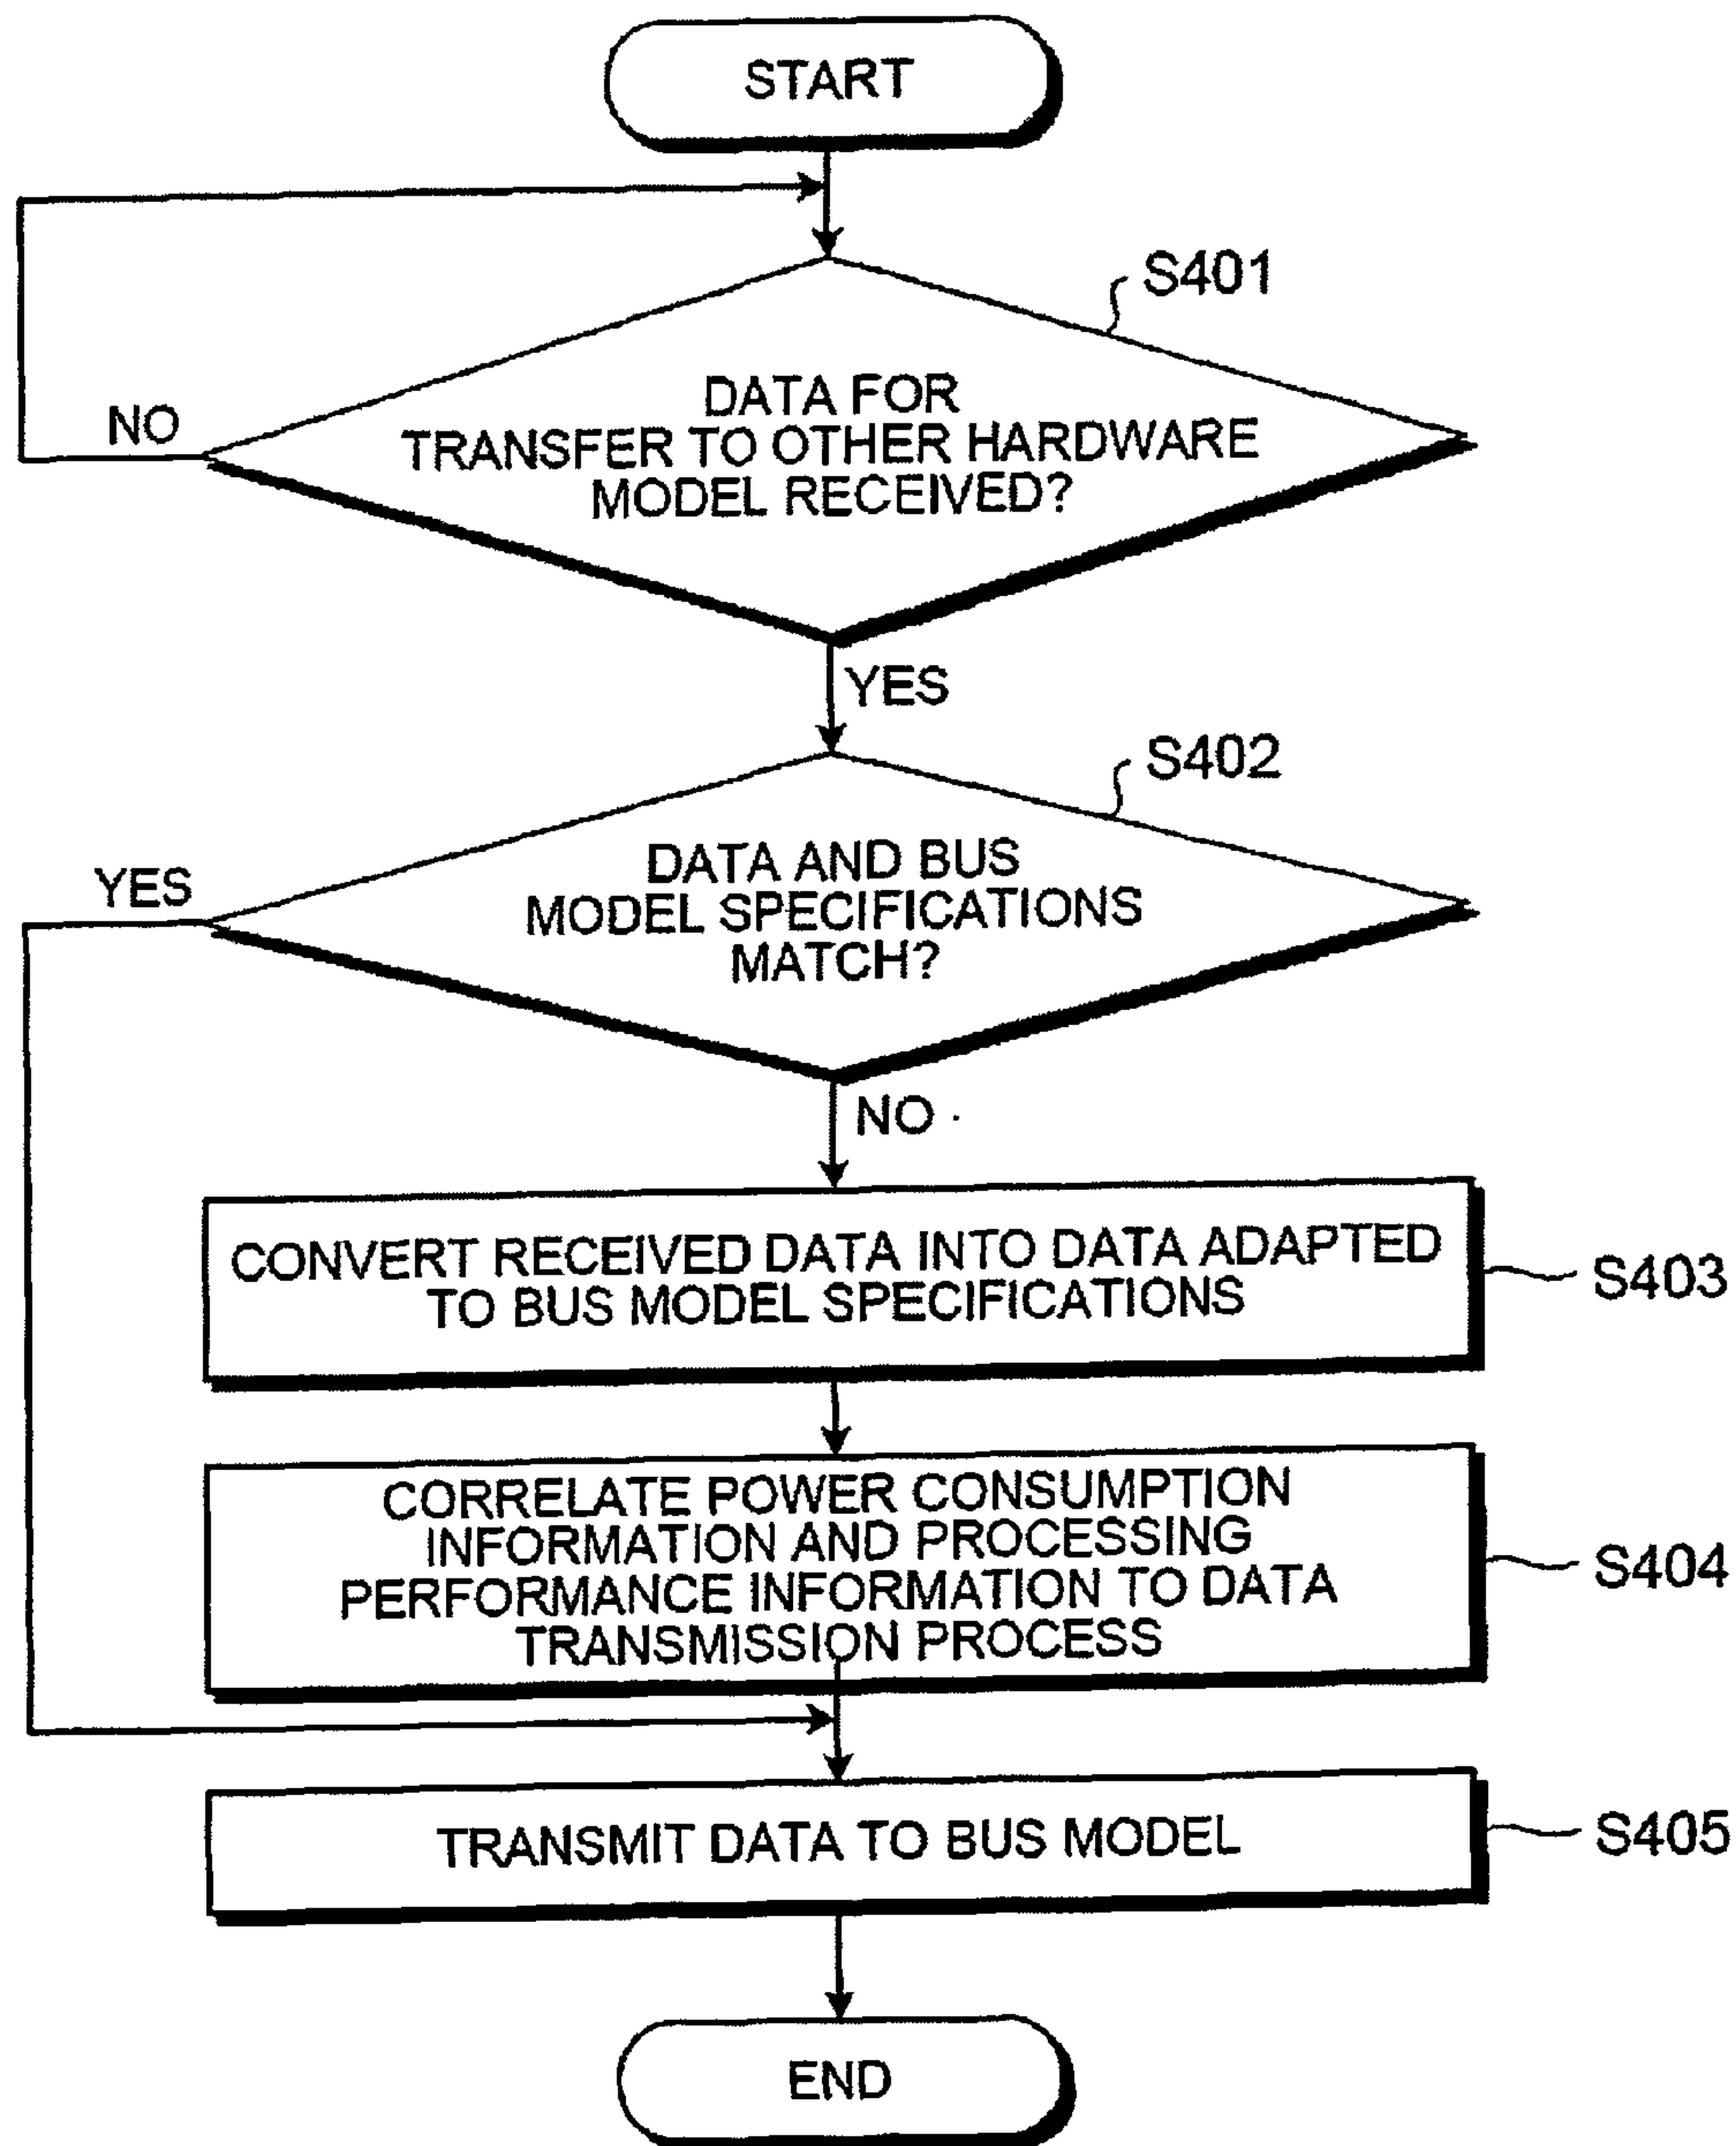 START
S401
DATA FOR
TRANSFER TO OTHER HARDWARE
MODEL RECEIVED?
NO
YES
S402
DATA AND BUS
MODEL SPECIFICATIONS
MATCH?
YES
NO
CONVERT RECEIVED DATA INTO DATA ADAPTED
TO BUS MODEL SPECIFICATIONS
S403
CORRELATE POWER CONSUMPTION
INFORMATION AND PROCESSING
PERFORMANCE INFORMATION TO DATA
TRANSMISSION PROCESS
S404
TRANSMIT DATA TO BUS MODEL
S405
END